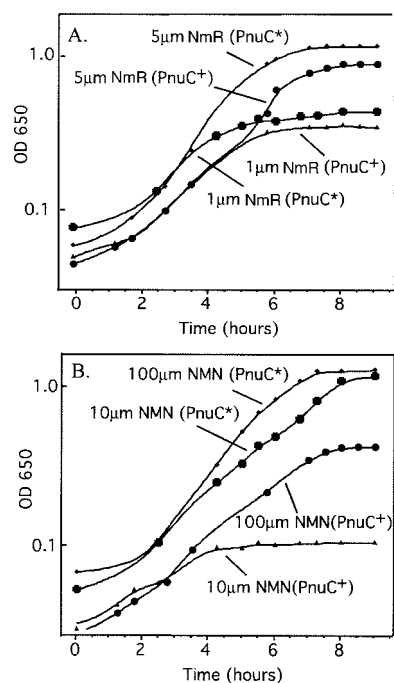 A.
5μm NmR (PnuC*)
5μm NmR (PnuC+)
1μm NmR (PnuC+)
1μm NmR (PnuC*)
1.0
0.1
OD 650
0 2 4 6 8
Time (hours)
B.
100μm NMN (PnuC*)
10μm NMN (PnuC*)
100μm NMN(PnuC+)
10μm NMN(PnuC+)
1.0
0.1
OD 650
0 2 4 6 8
Time (hours)